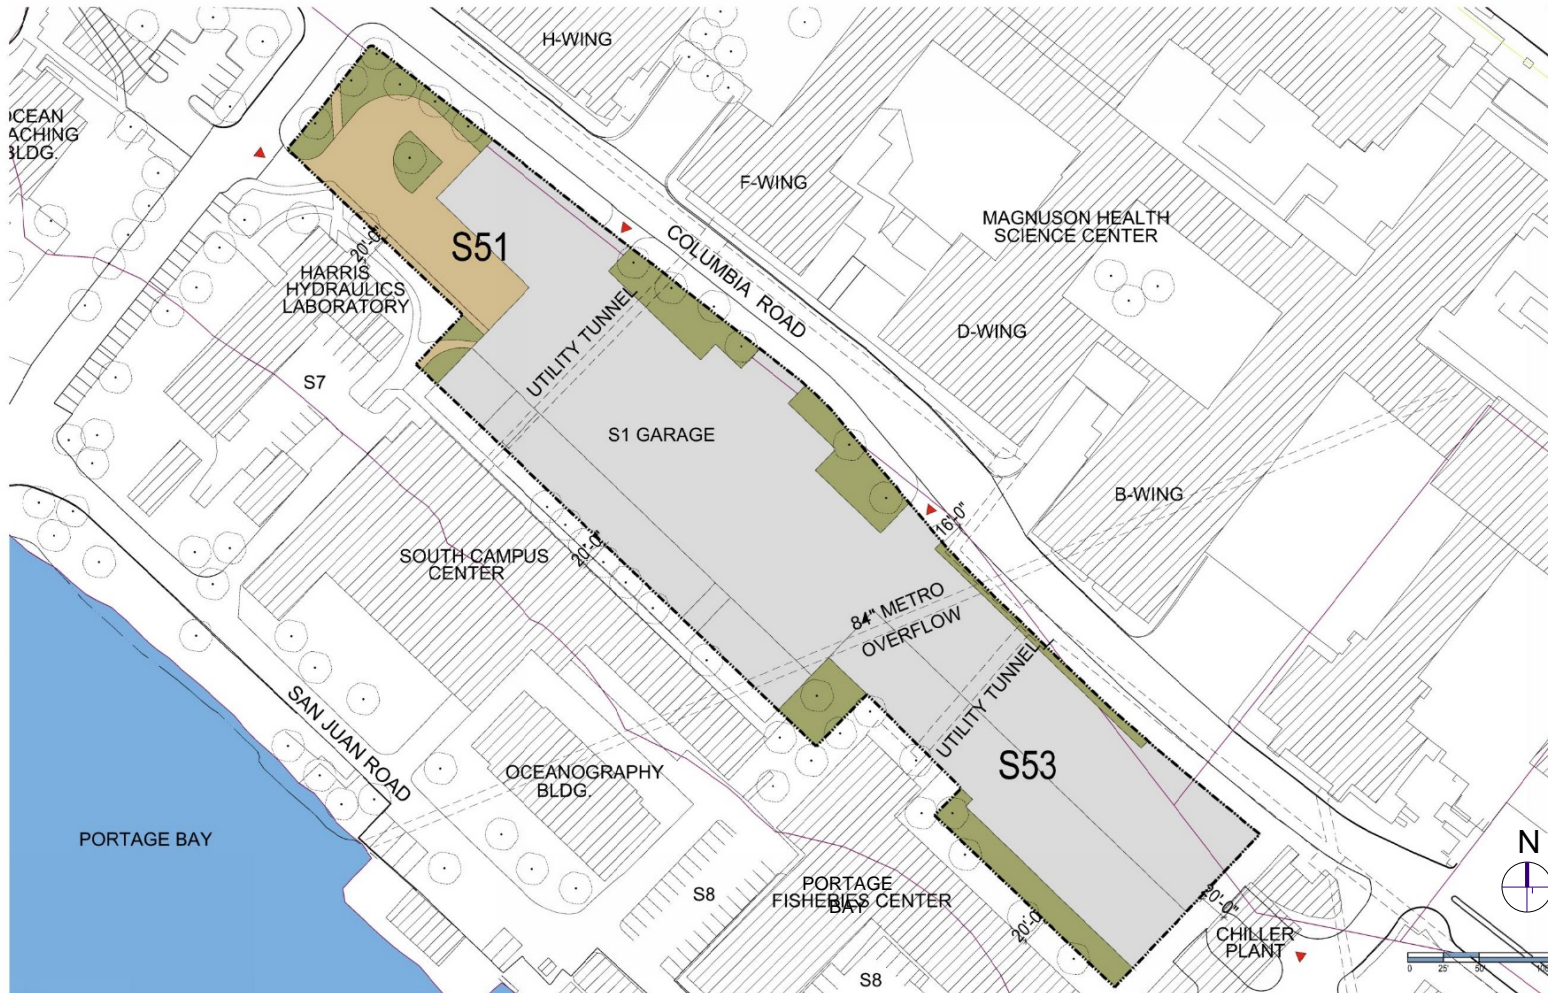 H-WING
OCEAN
BLDG.
F-WING
MAGNUSON HEALTH
SCIENCE CENTER
COLUMBIA ROAD
S51
20'-0"
HARRIS
HYDRAULICS
LABORATORY
UTILITY TUNNEL
D-WING
S7
S1 GARAGE
B-WING
16'-0"
SOUTH CAMPUS
CENTER
20'-0"
84" METRO
OVERFLOW
UTILITY TUNNEL
SAN JUAN ROAD
S53
OCEANOGRAPHY
BLDG.
PORTAGE BAY
N
S8
PORTAGE
FISHERIES CENTER
BAY
20'-0"
20'-0"
CHILLER
PLANT
S8
0 25' 50'